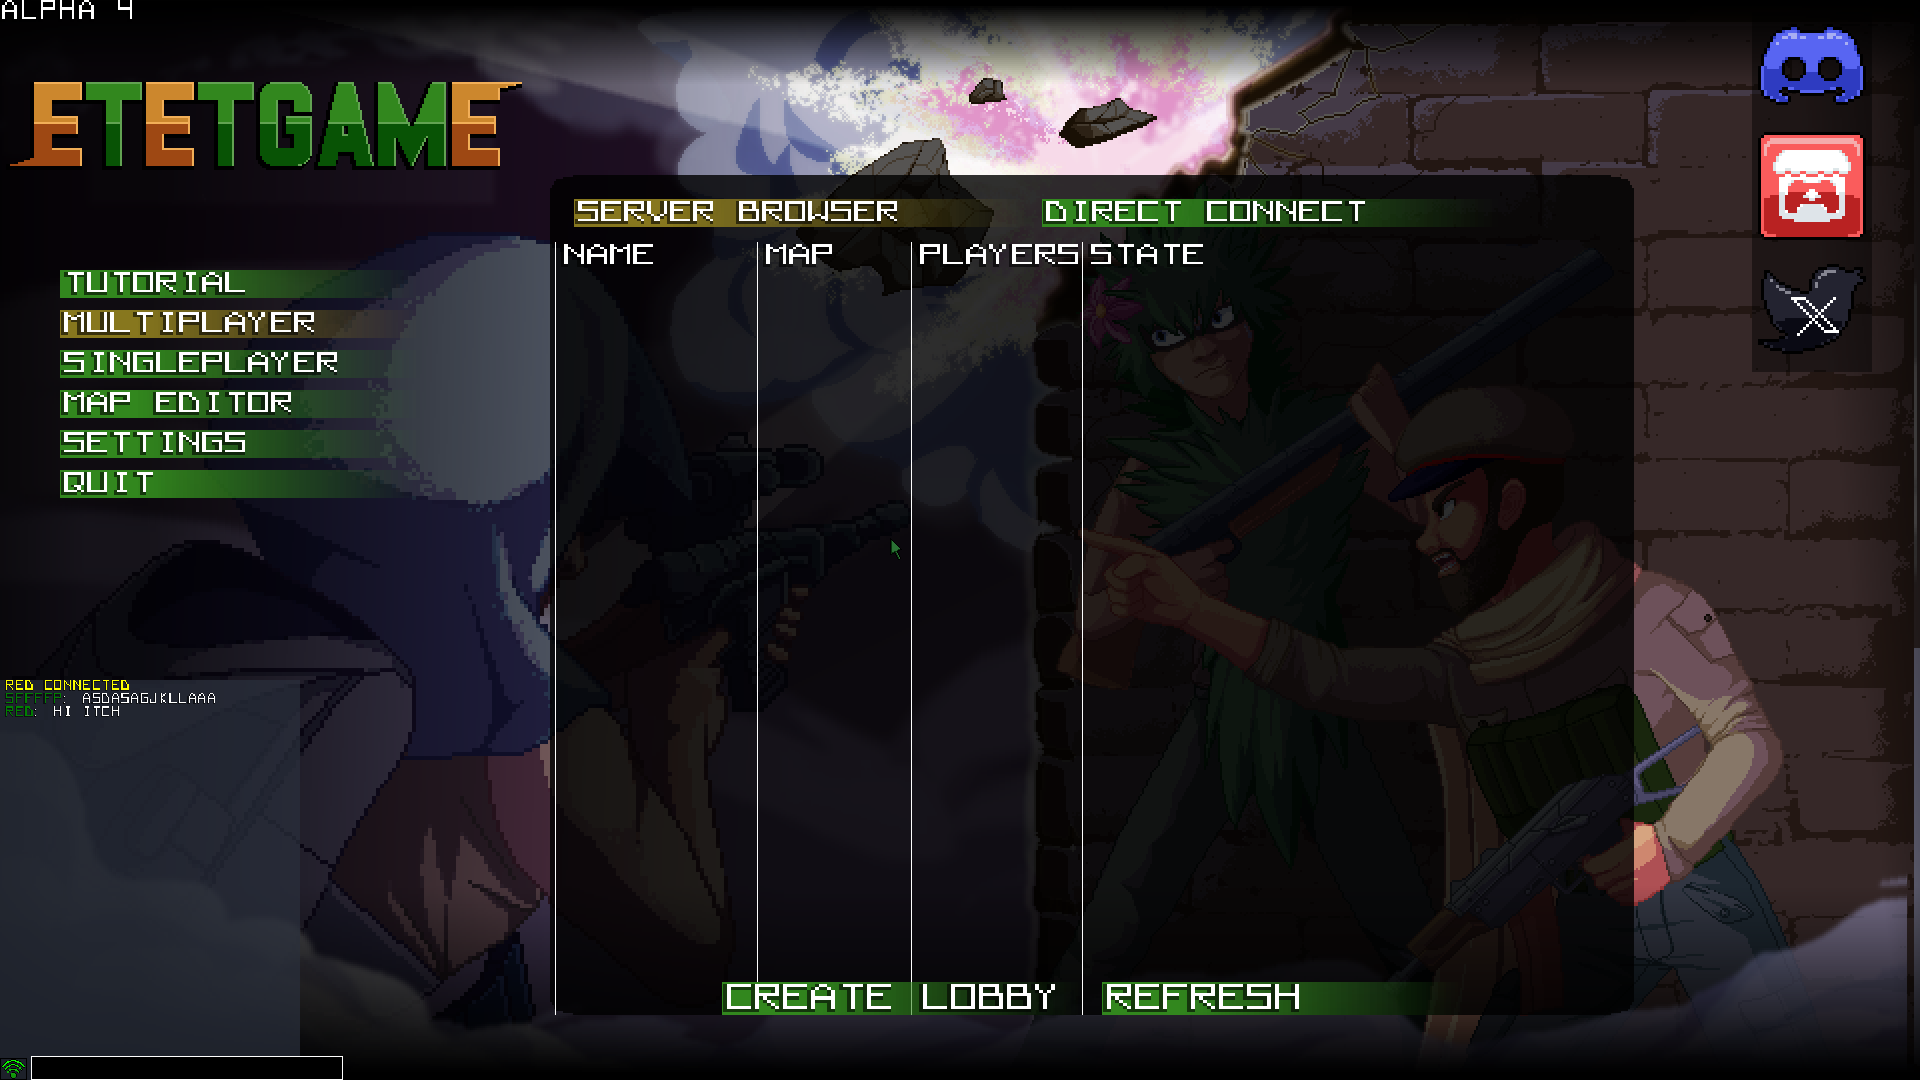 ALPHA 4
ETETGAME
SERVER BROWSER
DIRECT CONNECT
NAME
MAP
PLAYERS
STATE
TUTORIAL
MULTIPLAYER
SINGLEPLAYER
MAP EDITOR
SETTINGS
QUIT
RED CONNECTED
ASDASAGJKLLAAA
RED: HI ITCH
CREATE LOBBY
REFRESH